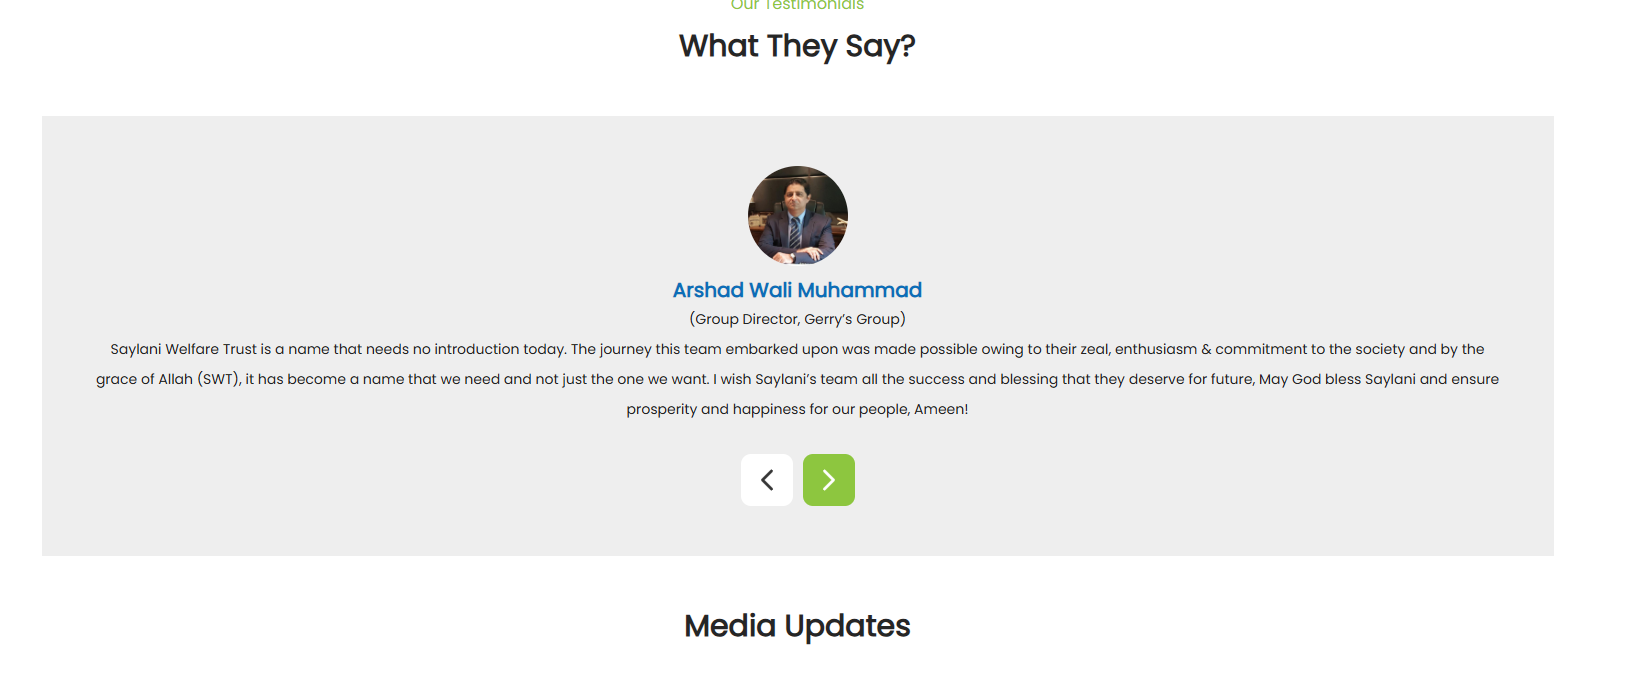 Our Testimonials
What They Say?
Arshad Wali Muhammad
(Group Director, Gerry’s Group)
Saylani Welfare Trust is a name that needs no introduction today. The journey this team embarked upon was made possible owing to their zeal, enthusiasm & commitment to the society and by the
grace of Allah (SWT), it has become a name that we need and not just the one we want. I wish Saylani’s team all the success and blessing that they deserve for future, May God bless Saylani and ensure
prosperity and happiness for our people, Ameen!
Media Updates